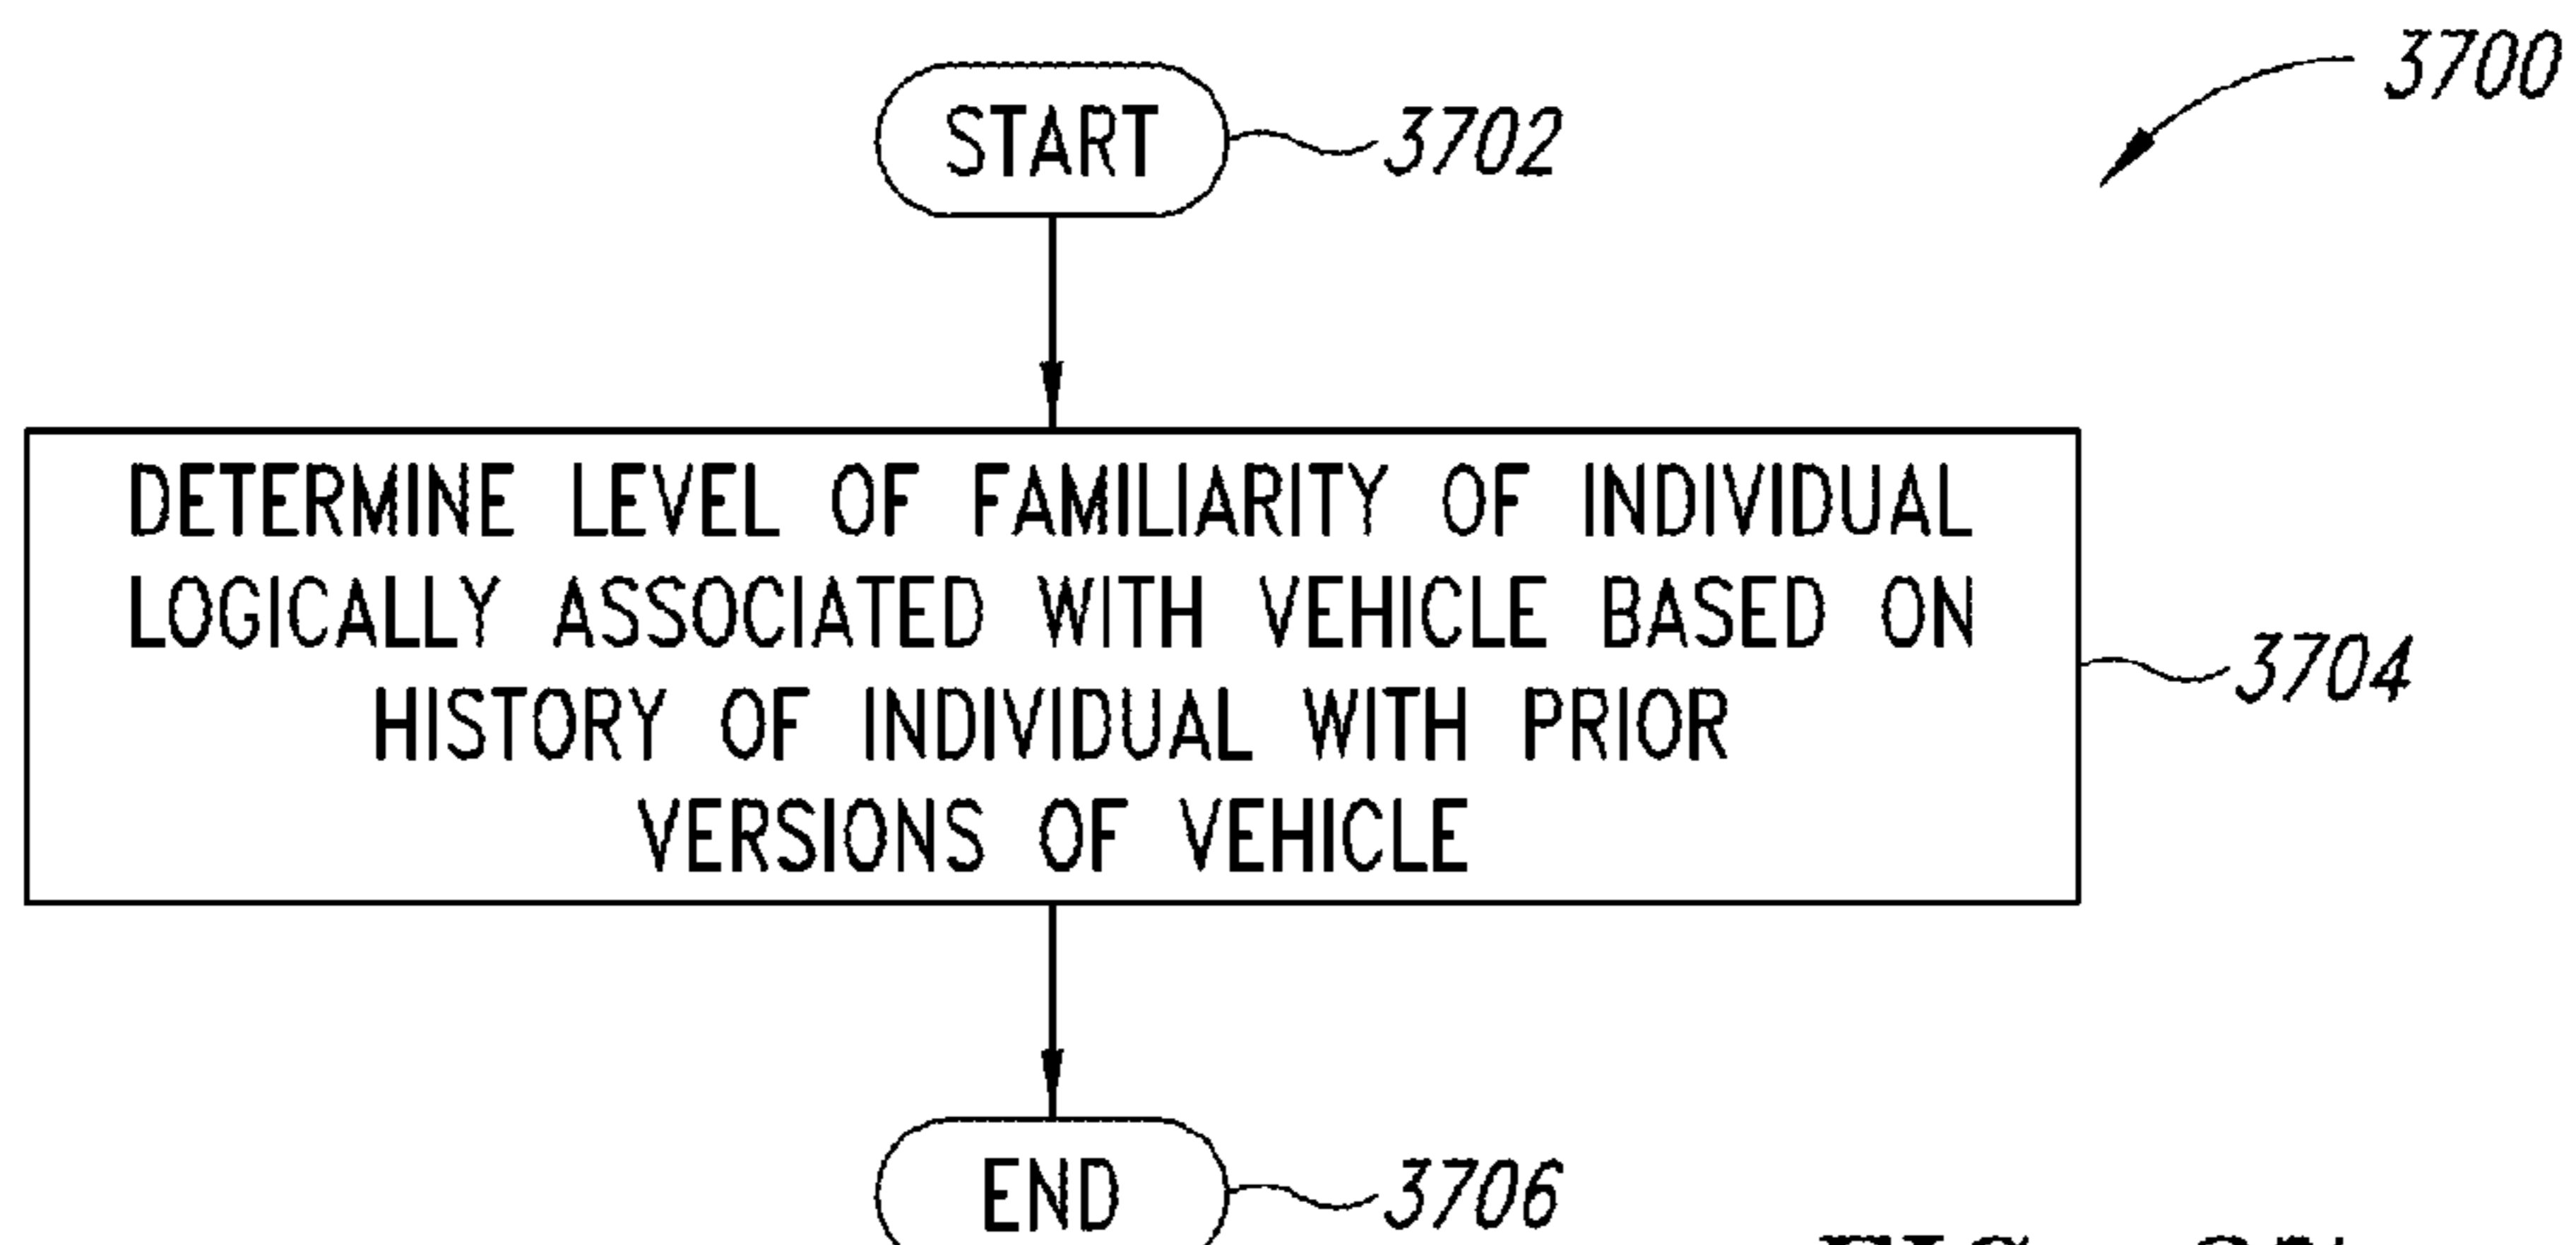 3700
START
3702
DETERMINE LEVEL OF FAMILIARITY OF INDIVIDUAL
LOGICALLY ASSOCIATED WITH VEHICLE BASED ON
HISTORY OF INDIVIDUAL WITH PRIOR
VERSIONS OF VEHICLE
3704
END
3706